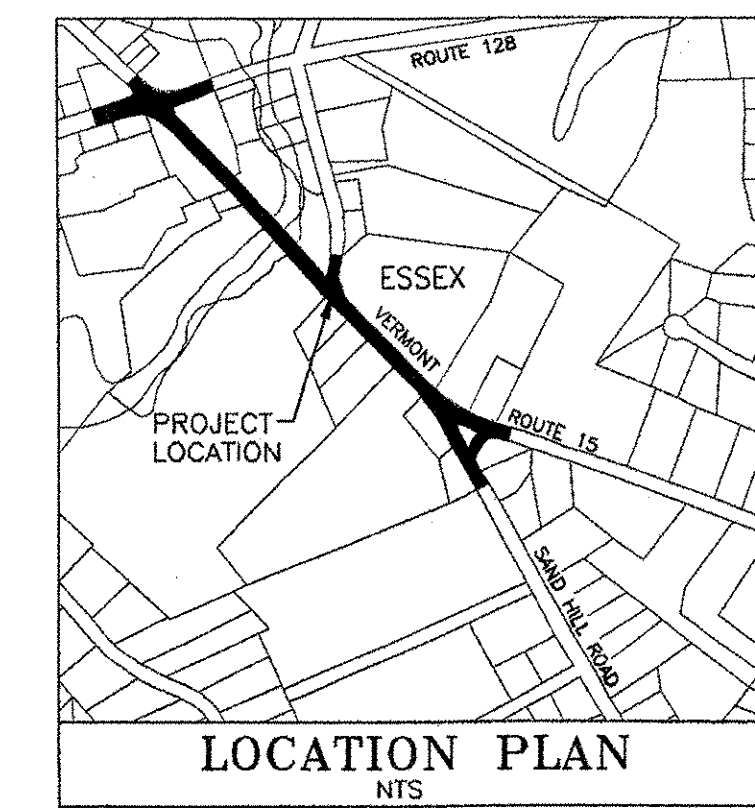 ROUTE 128
ESSEX
VERMONT
PROJECT
LOCATION
ROUTE 15
SAND HILL ROAD
LOCATION PLAN
NTS